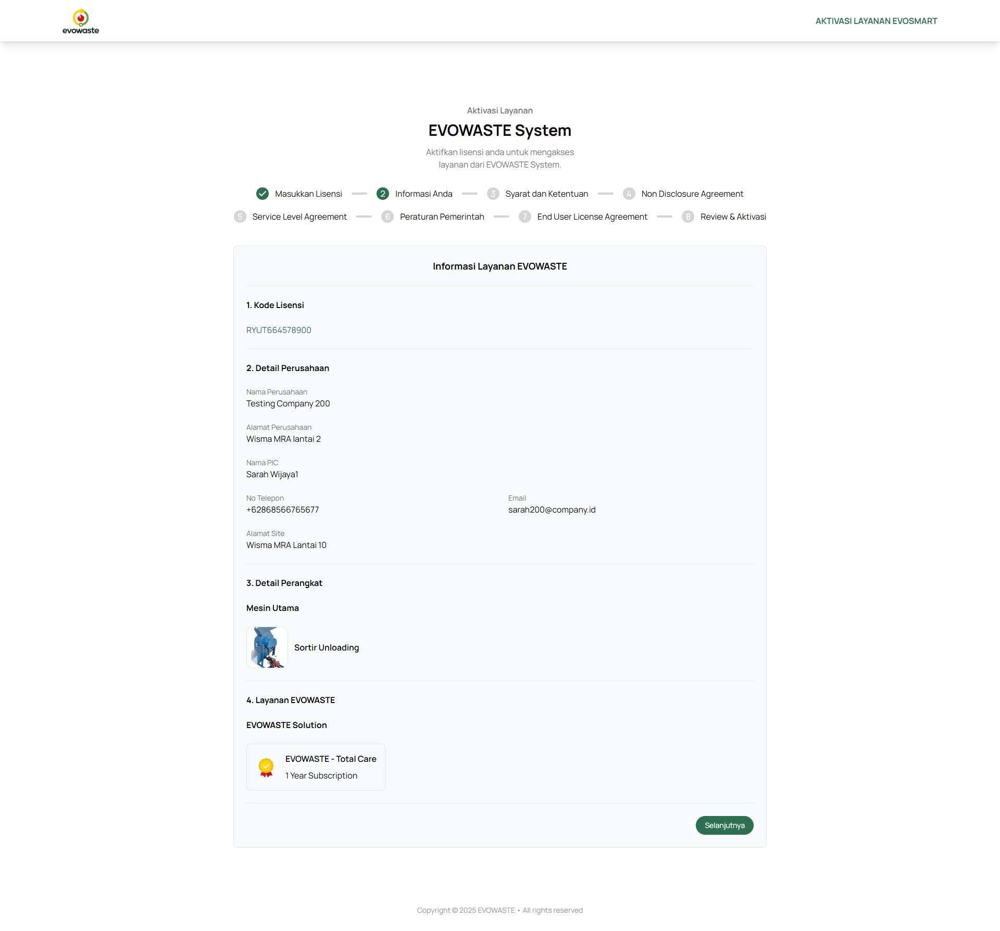 evowaste
AKTIVASI LAYANAN EVOSMART
Aktivasi Layanan
EVOWASTE System
Aktifkan lisensi anda untuk mengakses
layanan dari EVOWASTE System.
Masukkan Lisensi
2 Informasi Anda
3 Syarat dan Ketentuan
4 Non Disclosure Agreement
5 Service Level Agreement
6 Peraturan Pemerintah
7 End User License Agreement
8 Review & Aktivasi
Informasi Layanan EVOWASTE
1. Kode Lisensi
RYUT664578900
2. Detail Perusahaan
Nama Perusahaan
Testing Company 200
Alamat Perusahaan
Wisma MRA lantai 2
Nama PIC
Sarah Wijaya1
No Telepon
+62868566765677
Email
sarah200@company.id
Alamat Site
Wisma MRA Lantai 10
3. Detail Perangkat
Mesin Utama
Sortir Unloading
4. Layanan EVOWASTE
EVOWASTE Solution
EVOWASTE - Total Care
1 Year Subscription
Selanjutnya
Copyright © 2025 EVOWASTE • All rights reserved